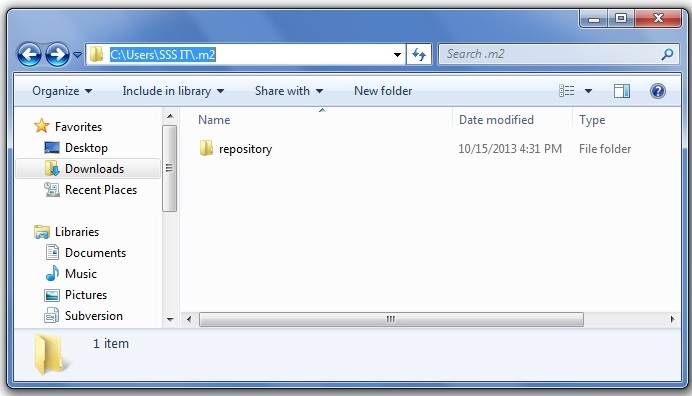 C:\Users\SSS IT\.m2
Search .m2
Organize Include in library Share with New folder
Favorites
Desktop
Downloads
Recent Places
Libraries
Documents
Music
Pictures
Subversion
Name Date modified Type
repository 10/15/2013 4:31 PM File folder
1 item